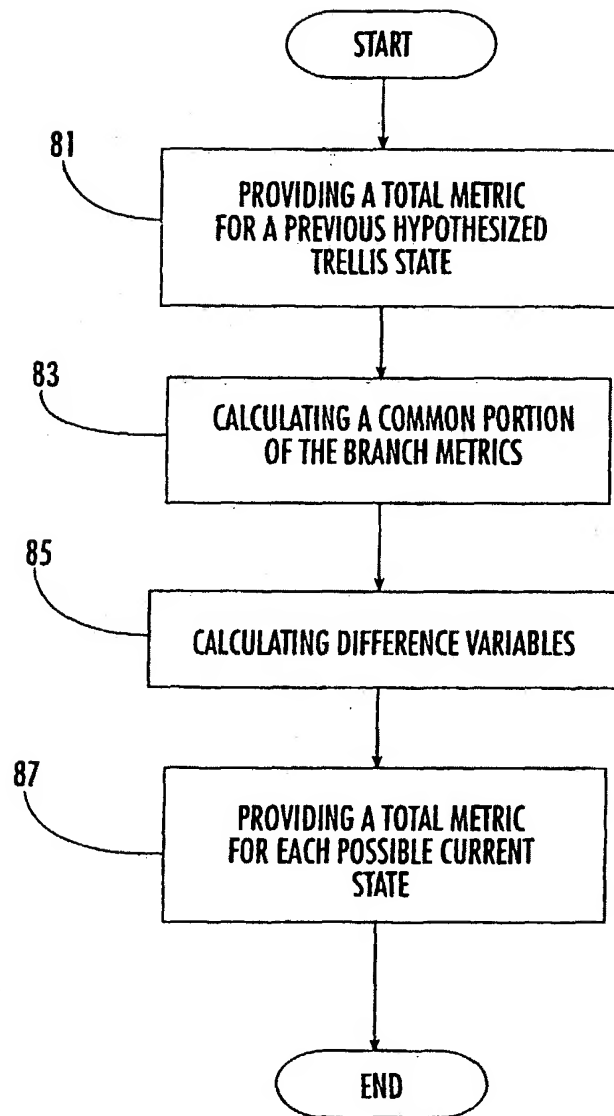 START
81
PROVIDING A TOTAL METRIC
FOR A PREVIOUS HYPOTHESIZED
TRELLIS STATE
83
CALCULATING A COMMON PORTION
OF THE BRANCH METRICS
85
CALCULATING DIFFERENCE VARIABLES
87
PROVIDING A TOTAL METRIC
FOR EACH POSSIBLE CURRENT
STATE
END